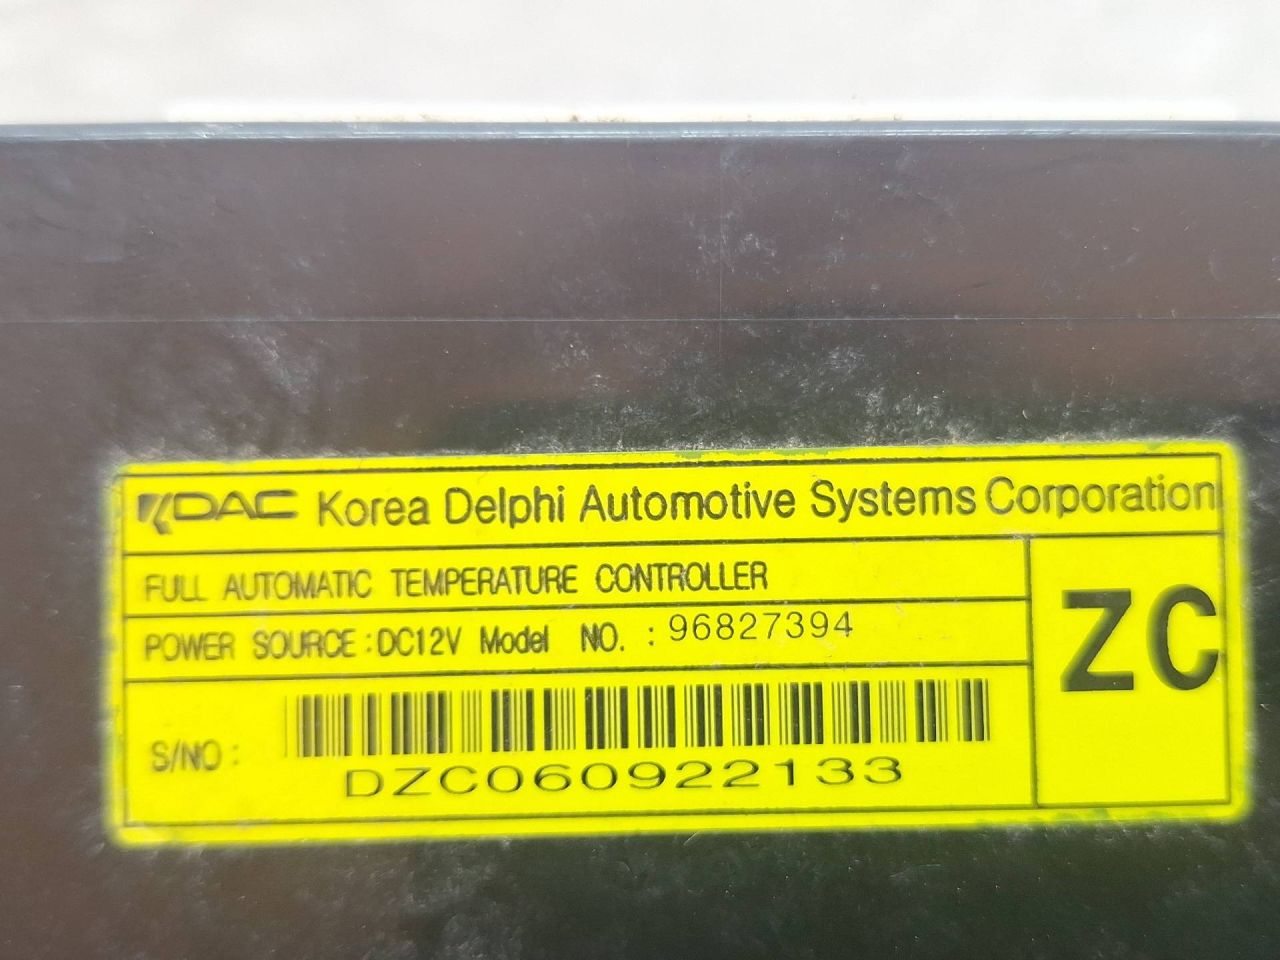 KDAC Korea Delphi Automotive Systems Corporation
FULL AUTOMATIC TEMPERATURE CONTROLLER
POWER SOURCE : DC12V Model NO. : 96827394
ZC
S/NO :
DZC060922133